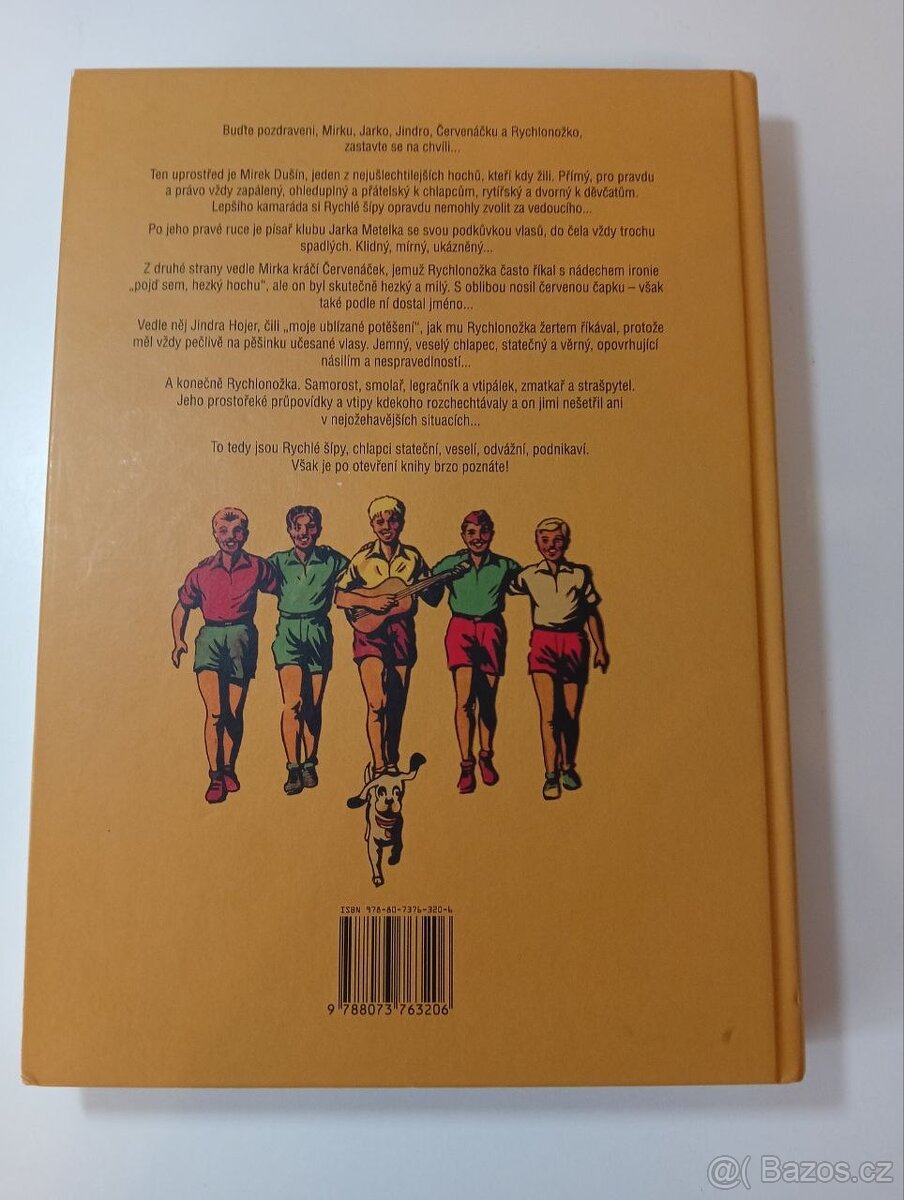 Buďte pozdraveni, Mirku, Jarko, Jindro, Červenáčku a Rychlonožko,
zastavte se na chvíli...
Ten uprostřed je Mirek Dušín, jeden z nejušlechtilejších hochů, kteří kdy žili. Přímý, pro pravdu
a právo vždy zapálený, ohleduplný a přátelský k chlapcům, rytířský a dvorný k děvčatům.
Lepšího kamaráda si Rychlé šípy opravdu nemohly zvolit za vedoucího...
Po jeho pravé ruce je písař klubu Jarka Metelka se svou podkůvkou vlasů, do čela vždy trochu
spadlých. Klidný, mírný, ukázněný...
Z druhé strany vedle Mirka kráčí Červenáček, jemuž Rychlonožka často říkal s nádechem ironie
„pojď sem, hezký hochu", ale on byl skutečně hezký a milý. S oblibou nosil červenou čapku – však
také podle ní dostal jméno...
Vedle něj Jindra Hojer, čili „moje ublízané potěšení", jak mu Rychlonožka žertem říkával, protože
měl vždy pečlivě na pěšinku učesané vlasy. Jemný, veselý chlapec, statečný a věrný, opovrhující
násilím a nespravedlností...
A konečně Rychlonožka. Samorost, smolař, legračník a vtipálek, zmatkař a strašpytel.
Jeho prostořeké průpovídky a vtipy kdekoho rozchechtávaly a on jimi nešetřil ani
v nejožehavějších situacích...
To tedy jsou Rychlé šípy, chlapci stateční, veselí, odvážní, podnikaví.
Však je po otevření knihy brzo poznáte!
ISBN 978-80-7376-320-6
9 788073 763206
@( Bazos.cz